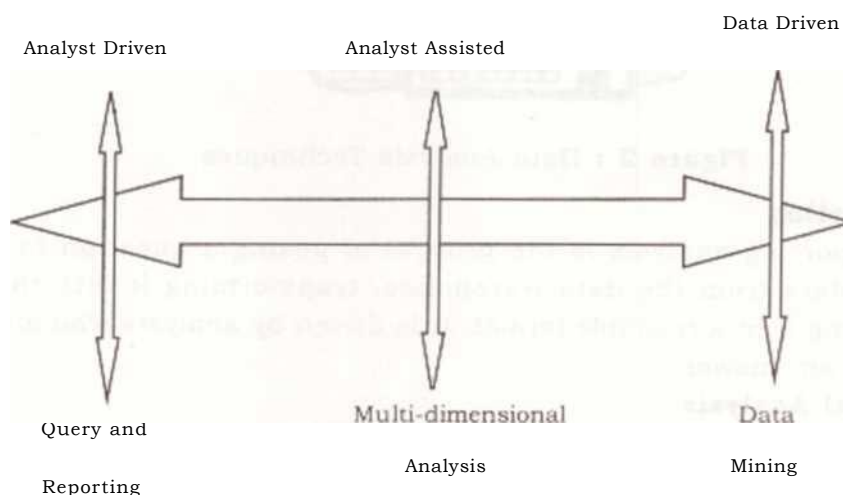 Data Driven
Analyst Driven
Analyst Assisted
Multi-dimensional
Data
Query and
Analysis
Mining
Reporting